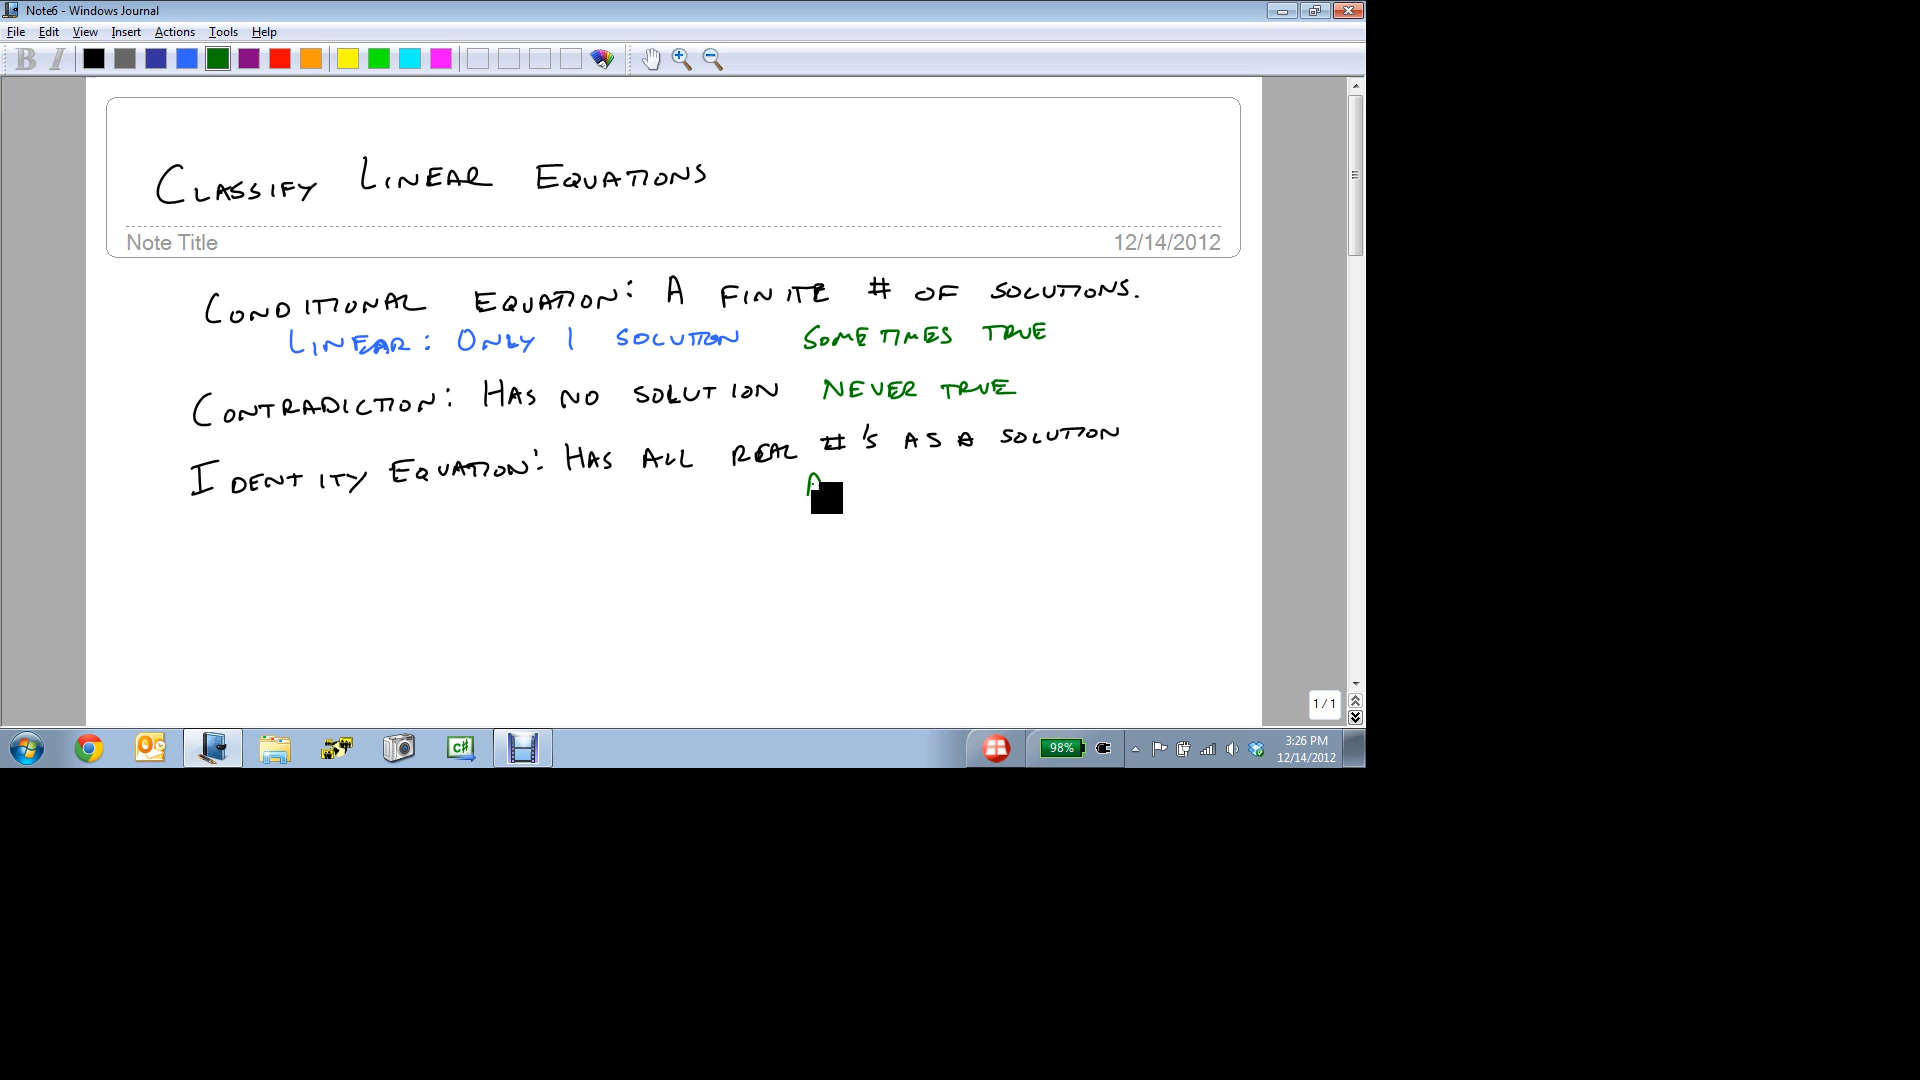 Note6 - Windows Journal
File Edit View Insert Actions Tools Help
B I
CLASSIFY LINEAR EQUATIONS
Note Title 12/14/2012
CONDITIONAL EQUATION: A FINITE # OF SOLUTIONS.
LINEAR: ONLY 1 SOLUTION SOMETIMES TRUE
CONTRADICTION: HAS NO SOLUTION NEVER TRUE
IDENTITY EQUATION: HAS ALL REAL #'S AS A SOLUTION
A
1 / 1
C#
98%
3:26 PM
12/14/2012